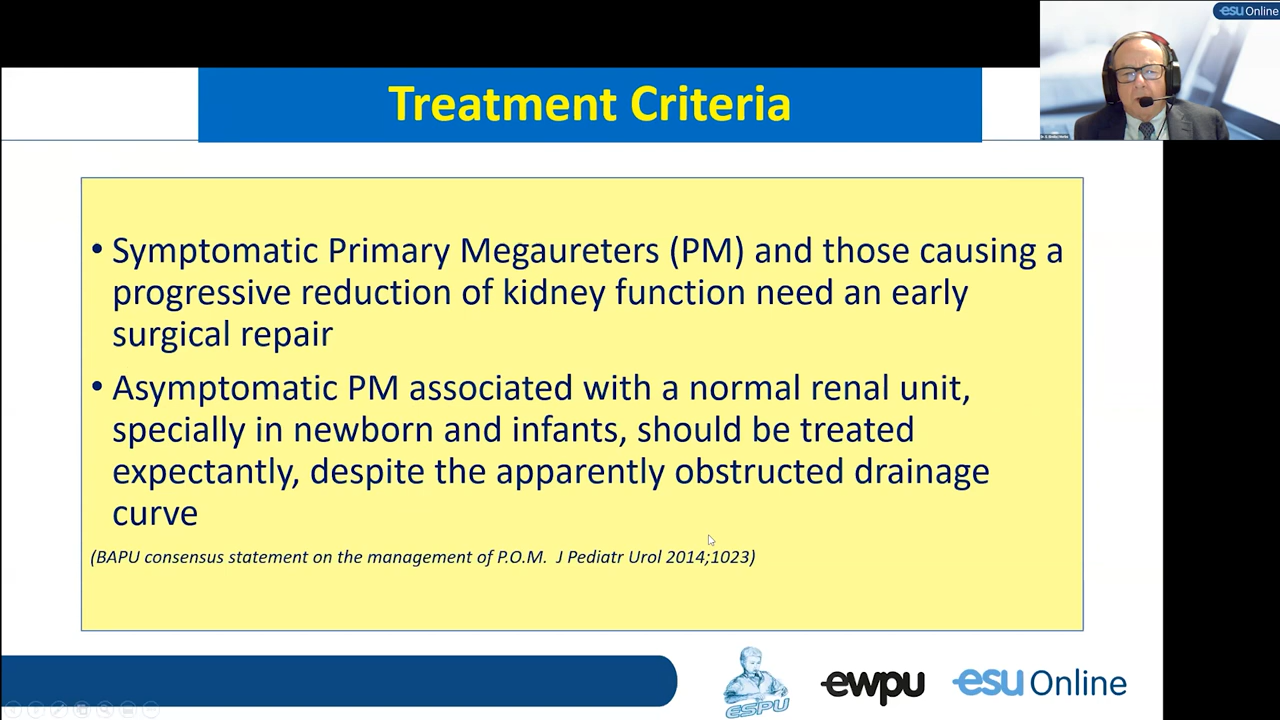 esu Online
Treatment Criteria
• Symptomatic Primary Megaureters (PM) and those causing a
progressive reduction of kidney function need an early
surgical repair
• Asymptomatic PM associated with a normal renal unit,
specially in newborn and infants, should be treated
expectantly, despite the apparently obstructed drainage
curve
(BAPU consensus statement on the management of P.O.M. J Pediatr Urol 2014;1023)
ESPU
ewpu
esu Online